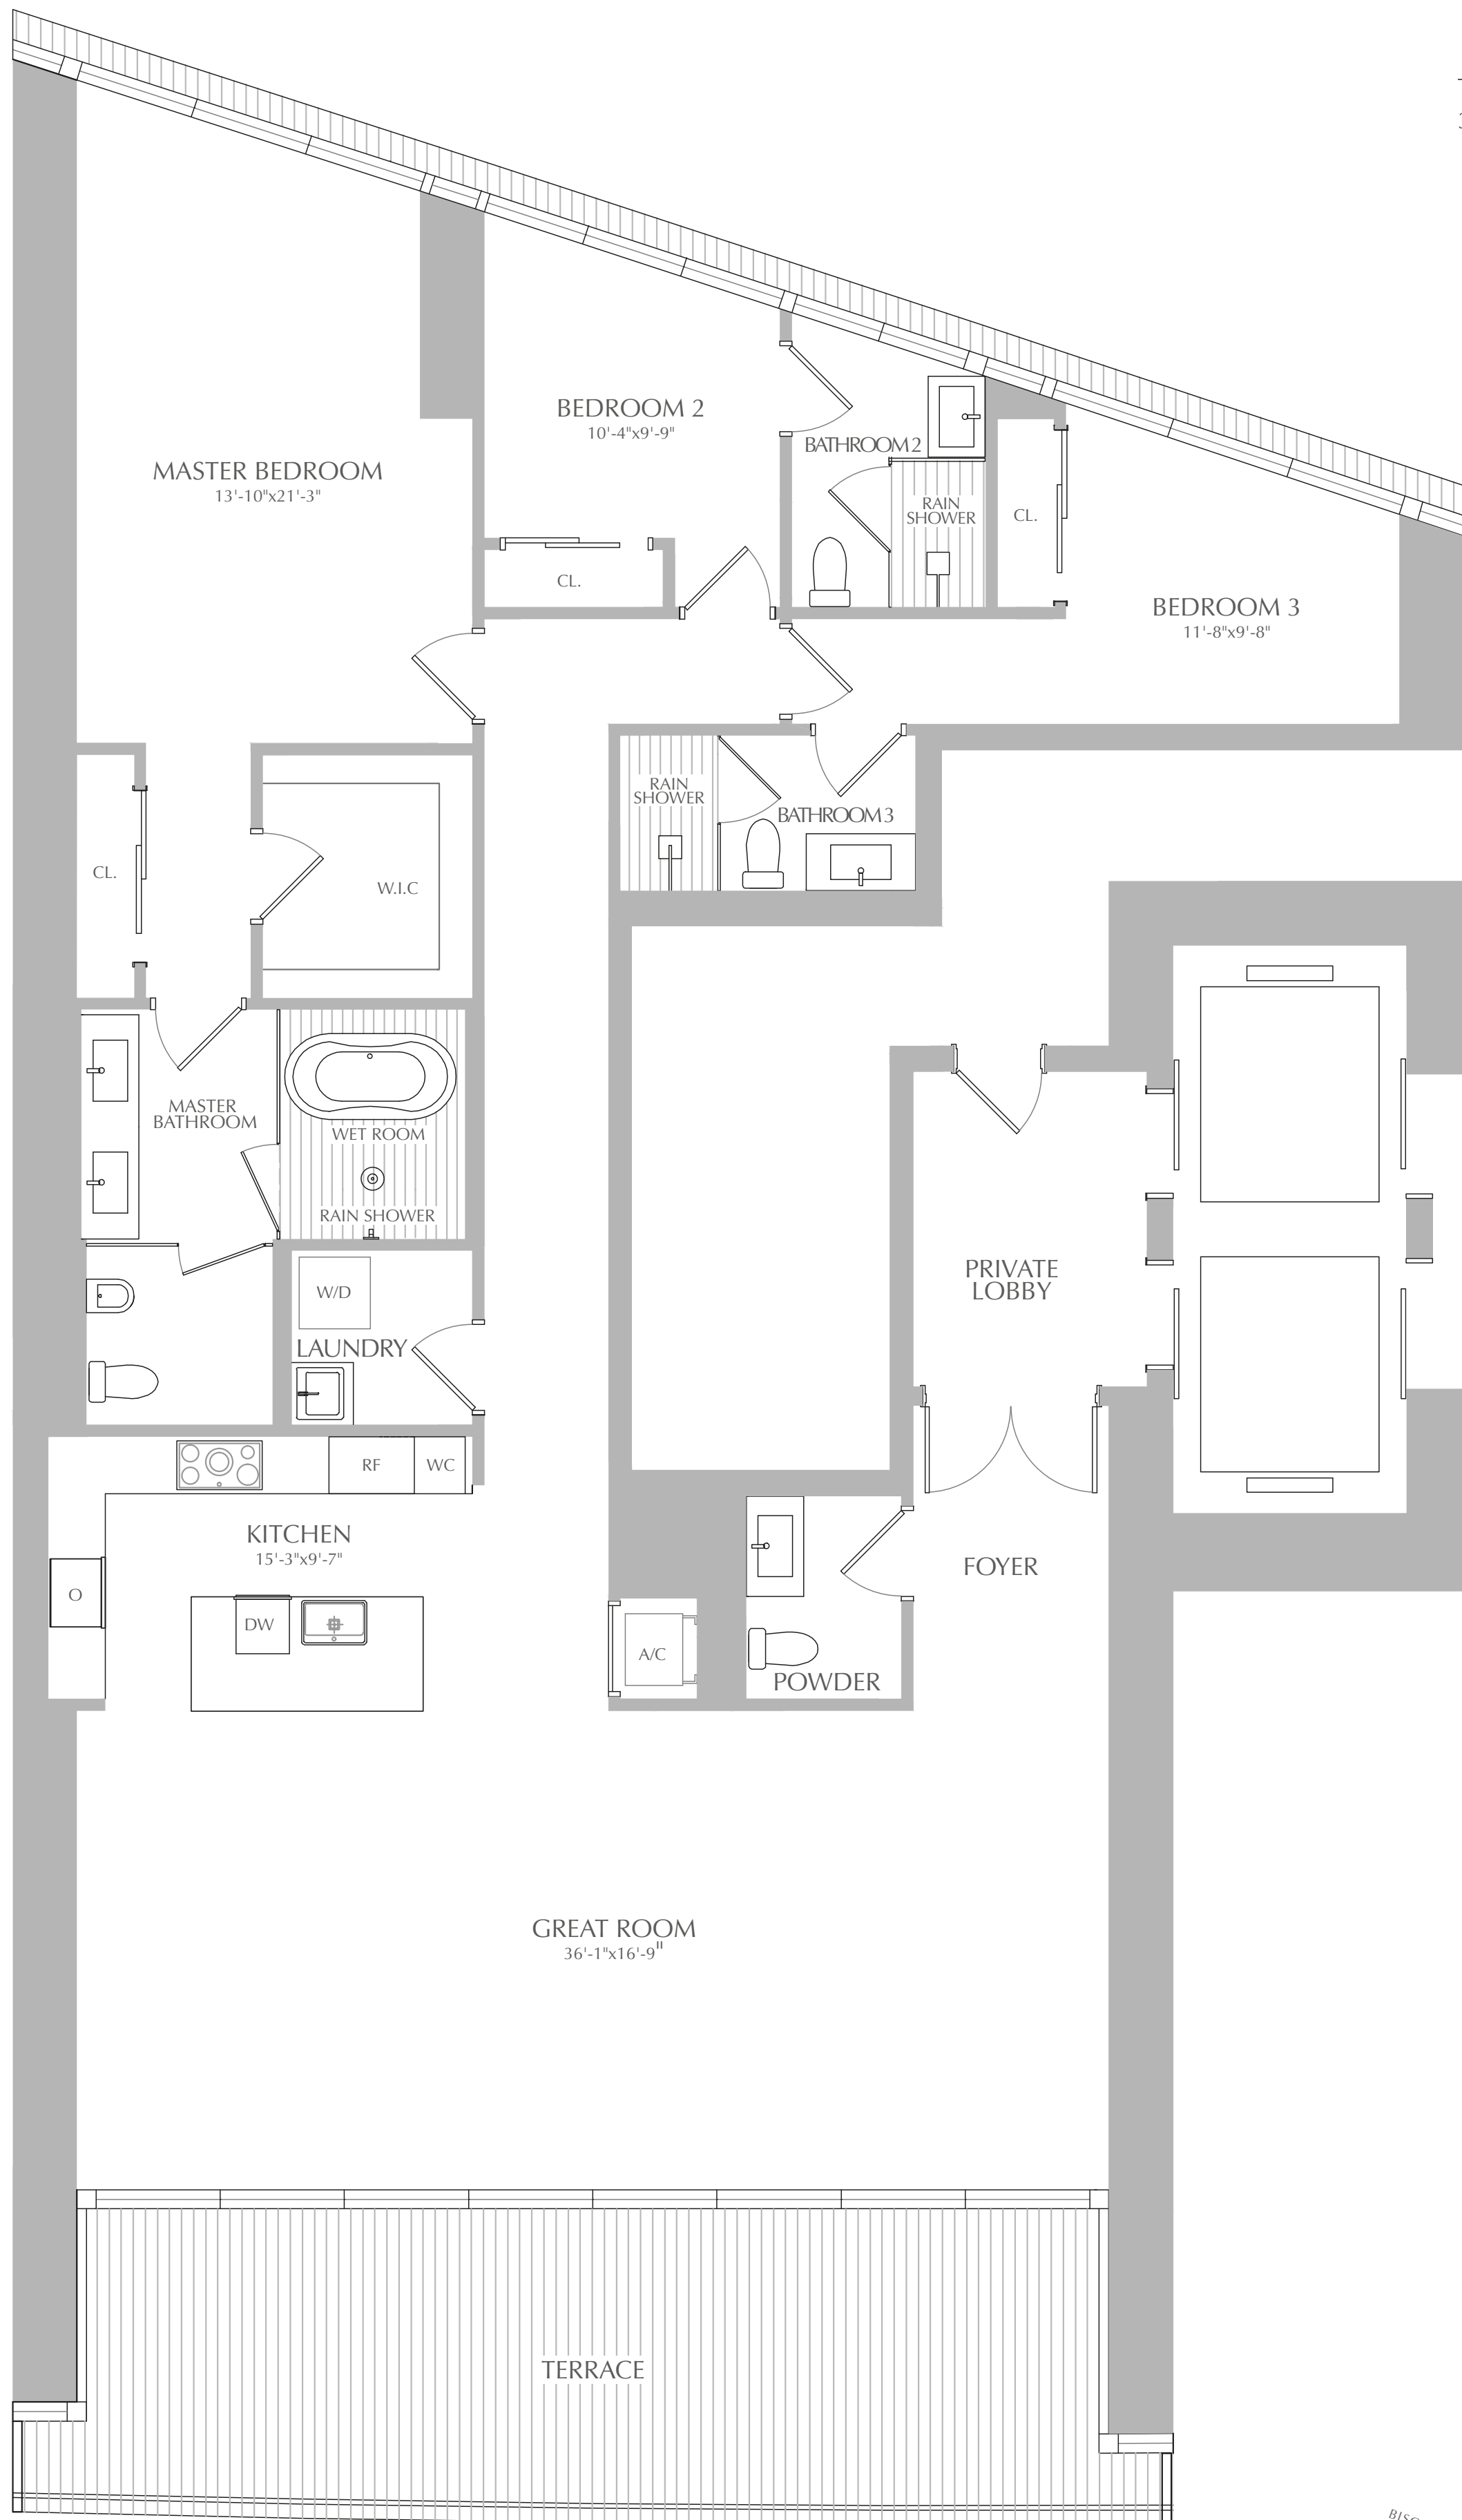 BEDROOM 2
10'-4"x9'-9"
BATHROOM 2
MASTER BEDROOM
13'-10"x21'-3"
RAIN
SHOWER
CL.
CL.
BEDROOM 3
11'-8"x9'-8"
RAIN
SHOWER
BATHROOM 3
CL.
W.I.C
MASTER
BATHROOM
WET ROOM
RAIN SHOWER
PRIVATE
LOBBY
W/D
LAUNDRY
RF
WC
KITCHEN
15'-3"x9'-7"
FOYER
O
DW
A/C
POWDER
GREAT ROOM
36'-1"x16'-9"
TERRACE